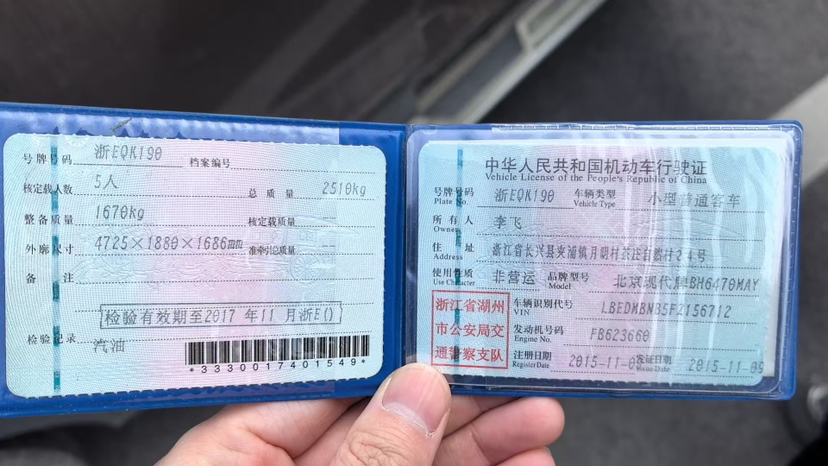 号牌号码 浙EQK190 档案编号
核定载人数 5人 总质量 2510kg
整备质量 1670kg 核定载质量 --
外廓尺寸 4725×1880×1686mm 准牵引总质量 --
备注
检验有效期至2017 年 11 月浙E()
检验记录
汽油
*3330017401549*
中华人民共和国机动车行驶证
Vehicle License of the People's Republic of China
号牌号码 浙EQK190 车辆类型 小型普通客车
Plate No. Vehicle Type
所有人 李飞
Owner
住址 浙江省长兴县夹浦镇月明村
Address
使用性质 非营运 品牌型号 北京现代牌BH6470MAY
Use Character Model
浙江省湖州
市公安局交
通警察支队
车辆识别代号 LBEDMBNB5FZ156712
VIN
发动机号码 FB623660
Engine No.
注册日期 2015-11-0 发证日期 2015-11-09
Register Date Issue Date